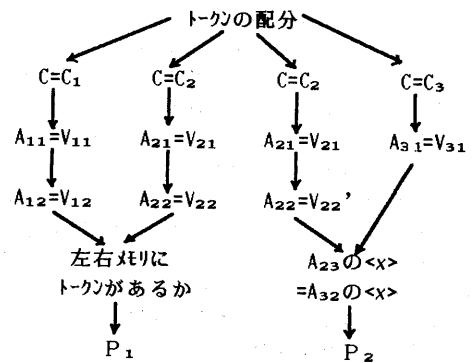 トークンの配分
C=C₁ C=C₂ C=C₂ C=C₃
A₁₁=V₁₁ A₂₁=V₂₁ A₂₁=V₂₁ A₃₁=V₃₁
A₁₂=V₁₂ A₂₂=V₂₂ A₂₂=V₂₂'
左右メモリに
トークンがあるか
A₂₃の<x>
=A₃₂の<x>
P₁ P₂